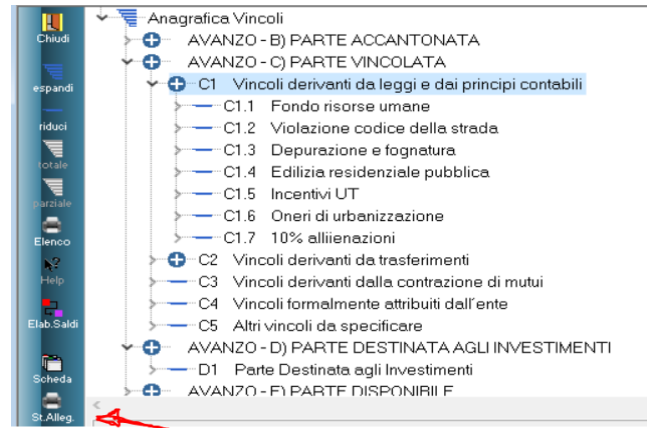 Chiudi
espandi
riduci
totale
parziale
Elenco
Help
Elab.Saldi
Scheda
St.Alleg.
Anagrafica Vincoli
AVANZO - B) PARTE ACCANTONATA
AVANZO - C) PARTE VINCOLATA
C1 Vincoli derivanti da leggi e dai principi contabili
C1.1 Fondo risorse umane
C1.2 Violazione codice della strada
C1.3 Depurazione e fognatura
C1.4 Edilizia residenziale pubblica
C1.5 Incentivi UT
C1.6 Oneri di urbanizzazione
C1.7 10% alliienazioni
C2 Vincoli derivanti da trasferimenti
C3 Vincoli derivanti dalla contrazione di mutui
C4 Vincoli formalmente attribuiti dall'ente
C5 Altri vincoli da specificare
AVANZO - D) PARTE DESTINATA AGLI INVESTIMENTI
D1 Parte Destinata agli Investimenti
AVANZO - E) PARTE DISPONIBILE